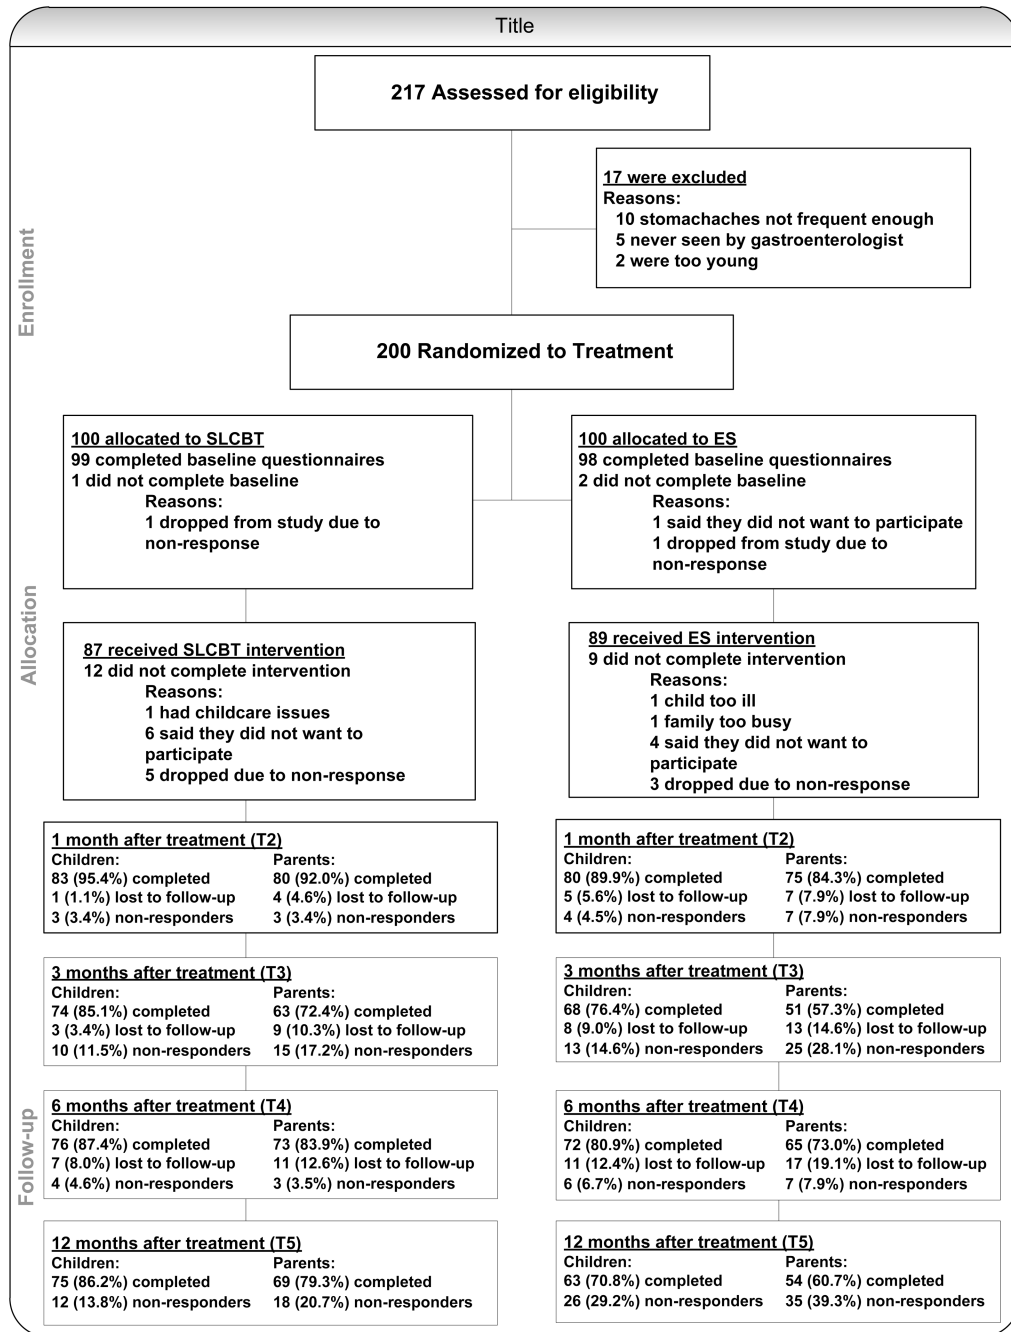 Title
217 Assessed for eligibility
17 were excluded
Reasons:
10 stomachaches not frequent enough
5 never seen by gastroenterologist
2 were too young
Enrollment
200 Randomized to Treatment
100 allocated to SLCBT
99 completed baseline questionnaires
1 did not complete baseline
Reasons:
1 dropped from study due to
non-response
100 allocated to ES
98 completed baseline questionnaires
2 did not complete baseline
Reasons:
1 said they did not want to participate
1 dropped from study due to
non-response
Allocation
87 received SLCBT intervention
12 did not complete intervention
Reasons:
1 had childcare issues
6 said they did not want to
participate
5 dropped due to non-response
89 received ES intervention
9 did not complete intervention
Reasons:
1 child too ill
1 family too busy
4 said they did not want to
participate
3 dropped due to non-response
1 month after treatment (T2)
Children: Parents:
83 (95.4%) completed 80 (92.0%) completed
1 (1.1%) lost to follow-up 4 (4.6%) lost to follow-up
3 (3.4%) non-responders 3 (3.4%) non-responders
1 month after treatment (T2)
Children: Parents:
80 (89.9%) completed 75 (84.3%) completed
5 (5.6%) lost to follow-up 7 (7.9%) lost to follow-up
4 (4.5%) non-responders 7 (7.9%) non-responders
3 months after treatment (T3)
Children: Parents:
74 (85.1%) completed 63 (72.4%) completed
3 (3.4%) lost to follow-up 9 (10.3%) lost to follow-up
10 (11.5%) non-responders 15 (17.2%) non-responders
3 months after treatment (T3)
Children: Parents:
68 (76.4%) completed 51 (57.3%) completed
8 (9.0%) lost to follow-up 13 (14.6%) lost to follow-up
13 (14.6%) non-responders 25 (28.1%) non-responders
Follow-up
6 months after treatment (T4)
Children: Parents:
76 (87.4%) completed 73 (83.9%) completed
7 (8.0%) lost to follow-up 11 (12.6%) lost to follow-up
4 (4.6%) non-responders 3 (3.5%) non-responders
6 months after treatment (T4)
Children: Parents:
72 (80.9%) completed 65 (73.0%) completed
11 (12.4%) lost to follow-up 17 (19.1%) lost to follow-up
6 (6.7%) non-responders 7 (7.9%) non-responders
12 months after treatment (T5)
Children: Parents:
75 (86.2%) completed 69 (79.3%) completed
12 (13.8%) non-responders 18 (20.7%) non-responders
12 months after treatment (T5)
Children: Parents:
63 (70.8%) completed 54 (60.7%) completed
26 (29.2%) non-responders 35 (39.3%) non-responders